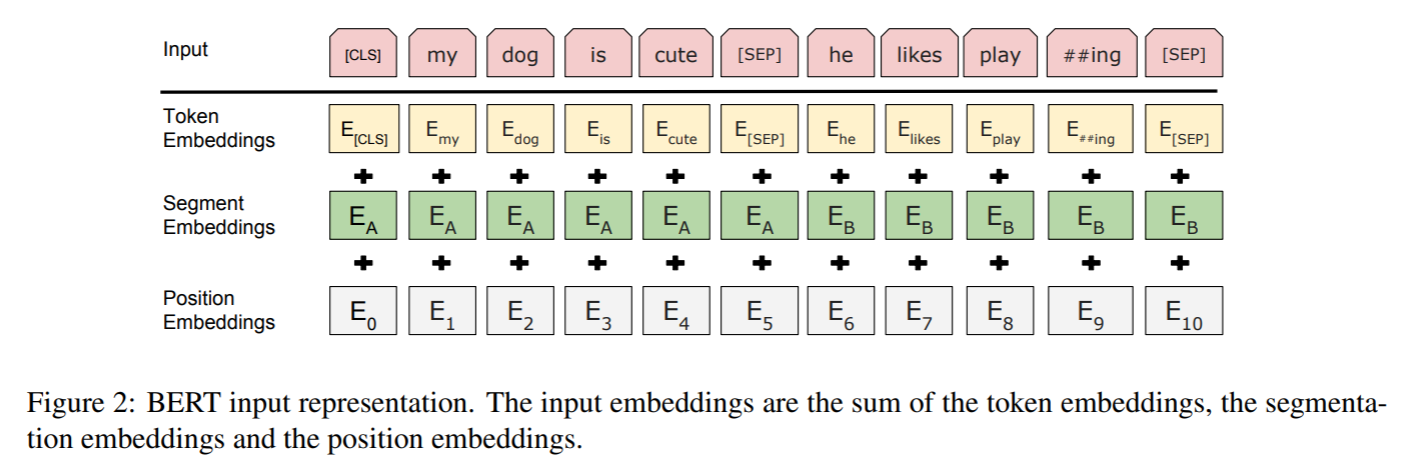 Input [CLS] my dog is cute [SEP] he likes play ##ing [SEP]
Token
Embeddings
E[CLS] Emy Edog Eis Ecute E[SEP] Ehe Elikes Eplay E##ing E[SEP]
+ + + + + + + + + + +
Segment
Embeddings
EA EA EA EA EA EA EB EB EB EB EB
+ + + + + + + + + + +
Position
Embeddings
E0 E1 E2 E3 E4 E5 E6 E7 E8 E9 E10
Figure 2: BERT input representation. The input embeddings are the sum of the token embeddings, the segmenta-
tion embeddings and the position embeddings.